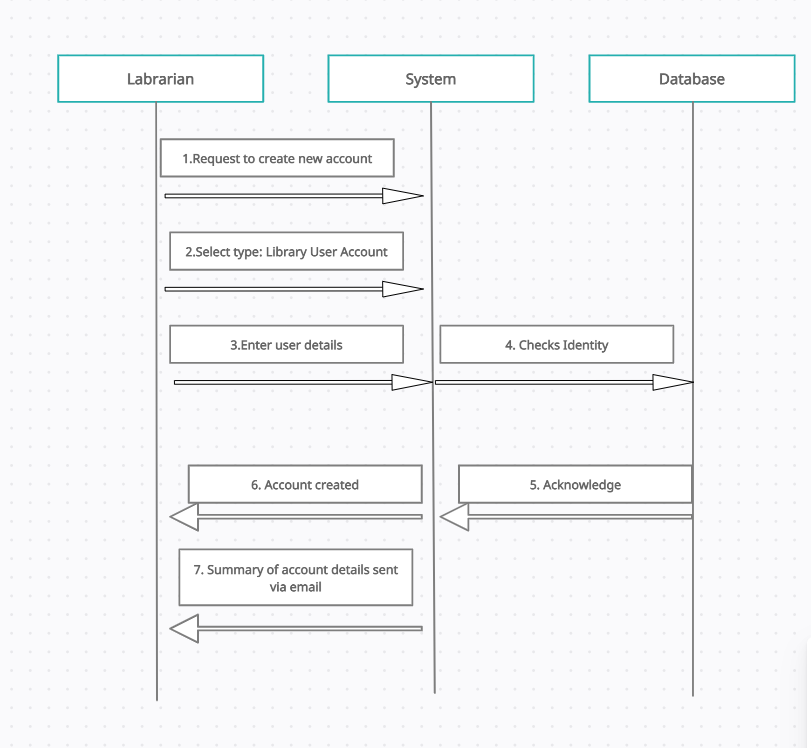 Labrarian
System
Database
1.Request to create new account
2.Select type: Library User Account
3.Enter user details
4. Checks Identity
6. Account created
5. Acknowledge
7. Summary of account details sent
via email